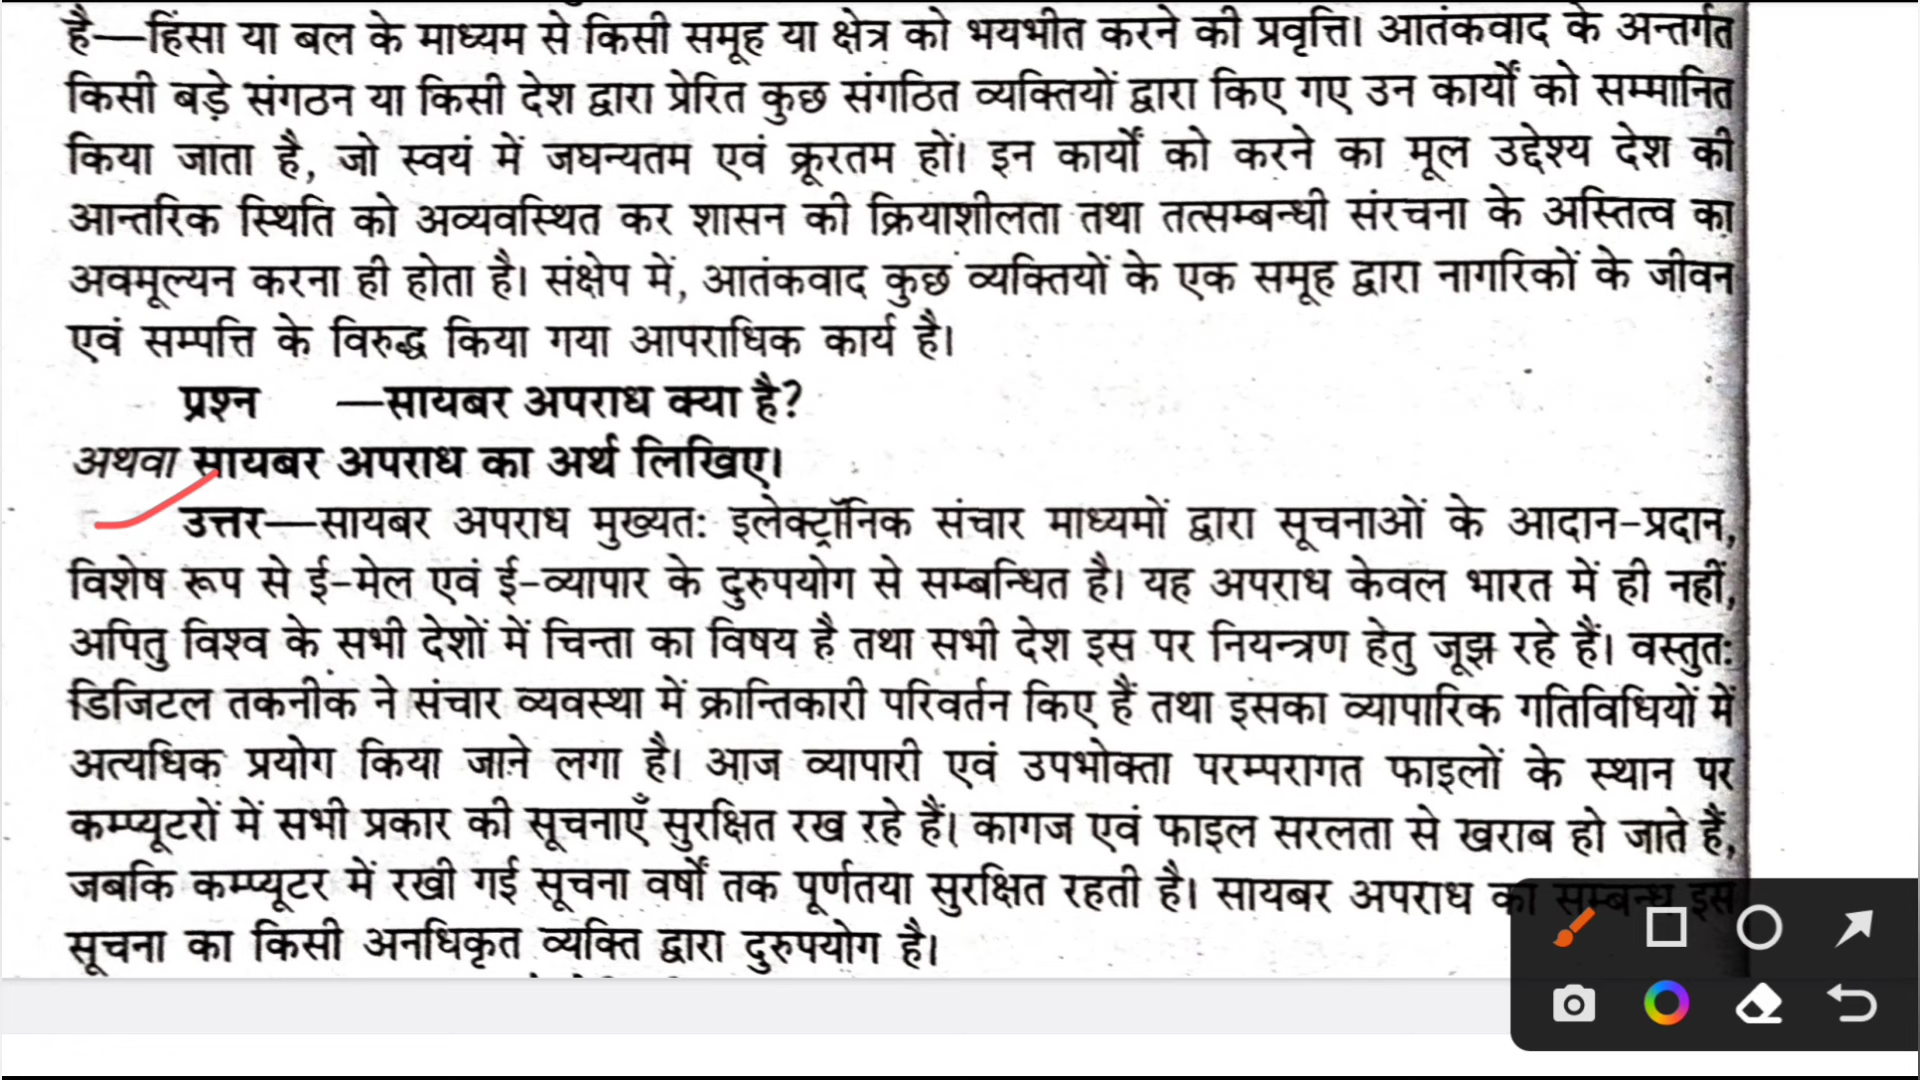 है—हिंसा या बल के माध्यम से किसी समूह या क्षेत्र को भयभीत करने की प्रवृत्ति। आतंकवाद के अन्तर्गत
किसी बड़े संगठन या किसी देश द्वारा प्रेरित कुछ संगठित व्यक्तियों द्वारा किए गए उन कार्यों को सम्मानित
किया जाता है, जो स्वयं में जघन्यतम एवं क्रूरतम हों। इन कार्यों को करने का मूल उद्देश्य देश की
आन्तरिक स्थिति को अव्यवस्थित कर शासन की क्रियाशीलता तथा तत्सम्बन्धी संरचना के अस्तित्व का
अवमूल्यन करना ही होता है। संक्षेप में, आतंकवाद कुछ व्यक्तियों के एक समूह द्वारा नागरिकों के जीवन
एवं सम्पत्ति के विरुद्ध किया गया आपराधिक कार्य है।
प्रश्न —सायबर अपराध क्या है?
अथवा सायबर अपराध का अर्थ लिखिए।
उत्तर—सायबर अपराध मुख्यतः इलेक्ट्रॉनिक संचार माध्यमों द्वारा सूचनाओं के आदान-प्रदान,
विशेष रूप से ई-मेल एवं ई-व्यापार के दुरुपयोग से सम्बन्धित है। यह अपराध केवल भारत में ही नहीं,
अपितु विश्व के सभी देशों में चिन्ता का विषय है तथा सभी देश इस पर नियन्त्रण हेतु जूझ रहे हैं। वस्तुतः
डिजिटल तकनीक ने संचार व्यवस्था में क्रान्तिकारी परिवर्तन किए हैं तथा इसका व्यापारिक गतिविधियों में
अत्यधिक प्रयोग किया जाने लगा है। आज व्यापारी एवं उपभोक्ता परम्परागत फाइलों के स्थान पर
कम्प्यूटरों में सभी प्रकार की सूचनाएँ सुरक्षित रख रहे हैं। कागज एवं फाइल सरलता से खराब हो जाते हैं,
जबकि कम्प्यूटर में रखी गई सूचना वर्षों तक पूर्णतया सुरक्षित रहती है। सायबर अपराध का सम्बन्ध इस
सूचना का किसी अनधिकृत व्यक्ति द्वारा दुरुपयोग है।